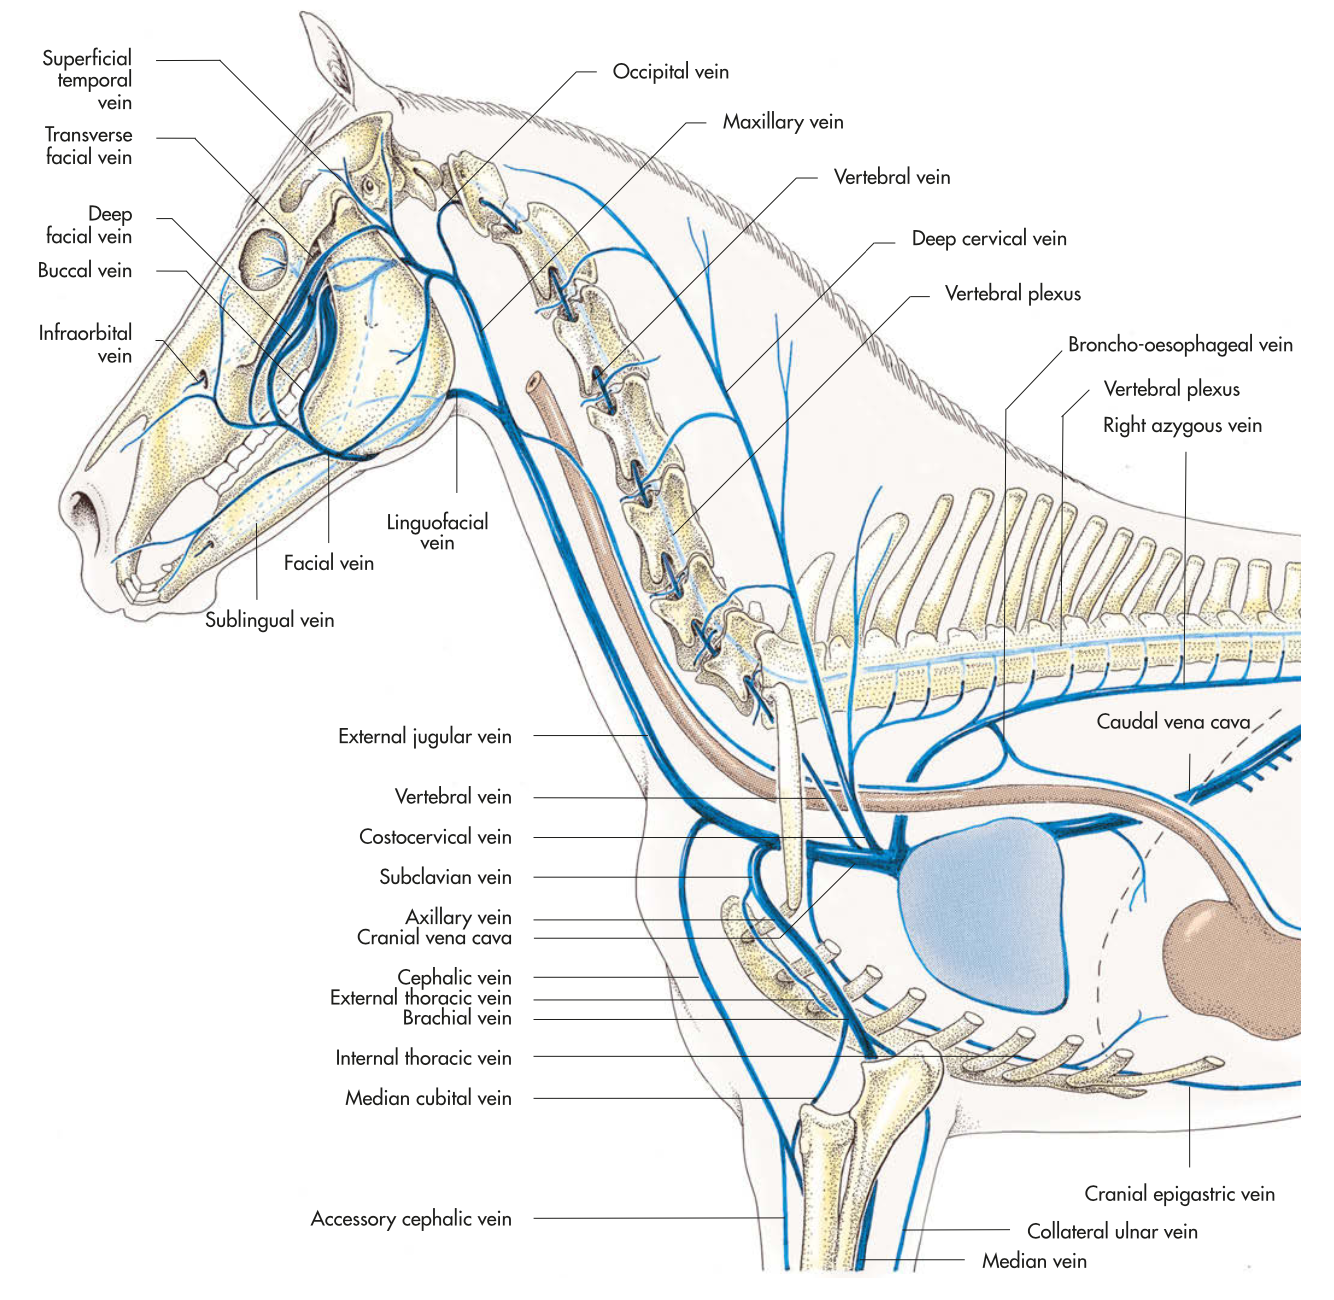 Superficial
temporal
vein
Transverse
facial vein
Deep
facial vein
Buccal vein
Infraorbital
vein
Occipital vein
Maxillary vein
Vertebral vein
Deep cervical vein
Vertebral plexus
Broncho-oesophageal vein
Vertebral plexus
Right azygous vein
Linguofacial
vein
Facial vein
Sublingual vein
Caudal vena cava
External jugular vein
Vertebral vein
Costocervical vein
Subclavian vein
Axillary vein
Cranial vena cava
Cephalic vein
External thoracic vein
Brachial vein
Internal thoracic vein
Median cubital vein
Accessory cephalic vein
Cranial epigastric vein
Collateral ulnar vein
Median vein